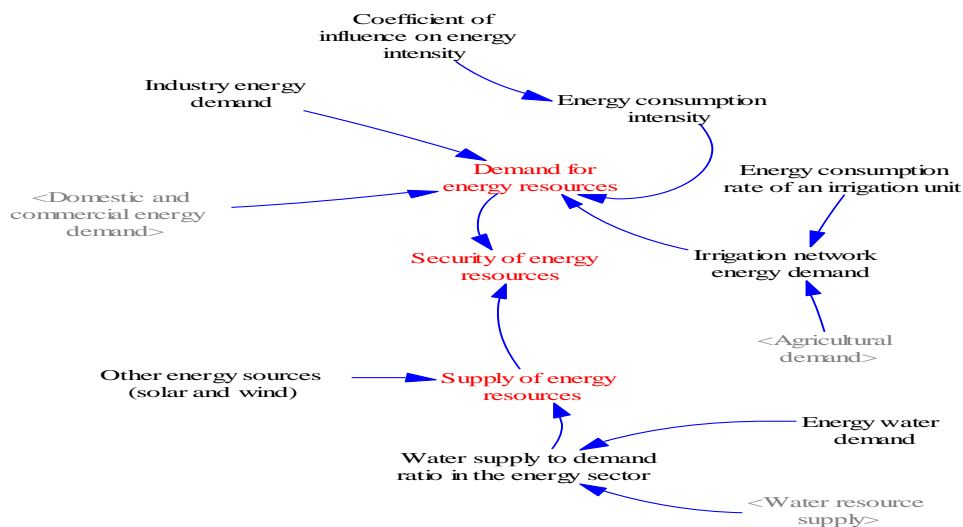 Coefficient of
influence on energy
intensity
Industry energy
demand
Energy consumption
intensity
Demand for
energy resources
Energy consumption
rate of an irrigation unit
<Domestic and
commercial energy
demand>
Security of energy
resources
Irrigation network
energy demand
<Agricultural
demand>
Other energy sources
(solar and wind)
Supply of energy
resources
Energy water
demand
Water supply to demand
ratio in the energy sector
<Water resource
supply>